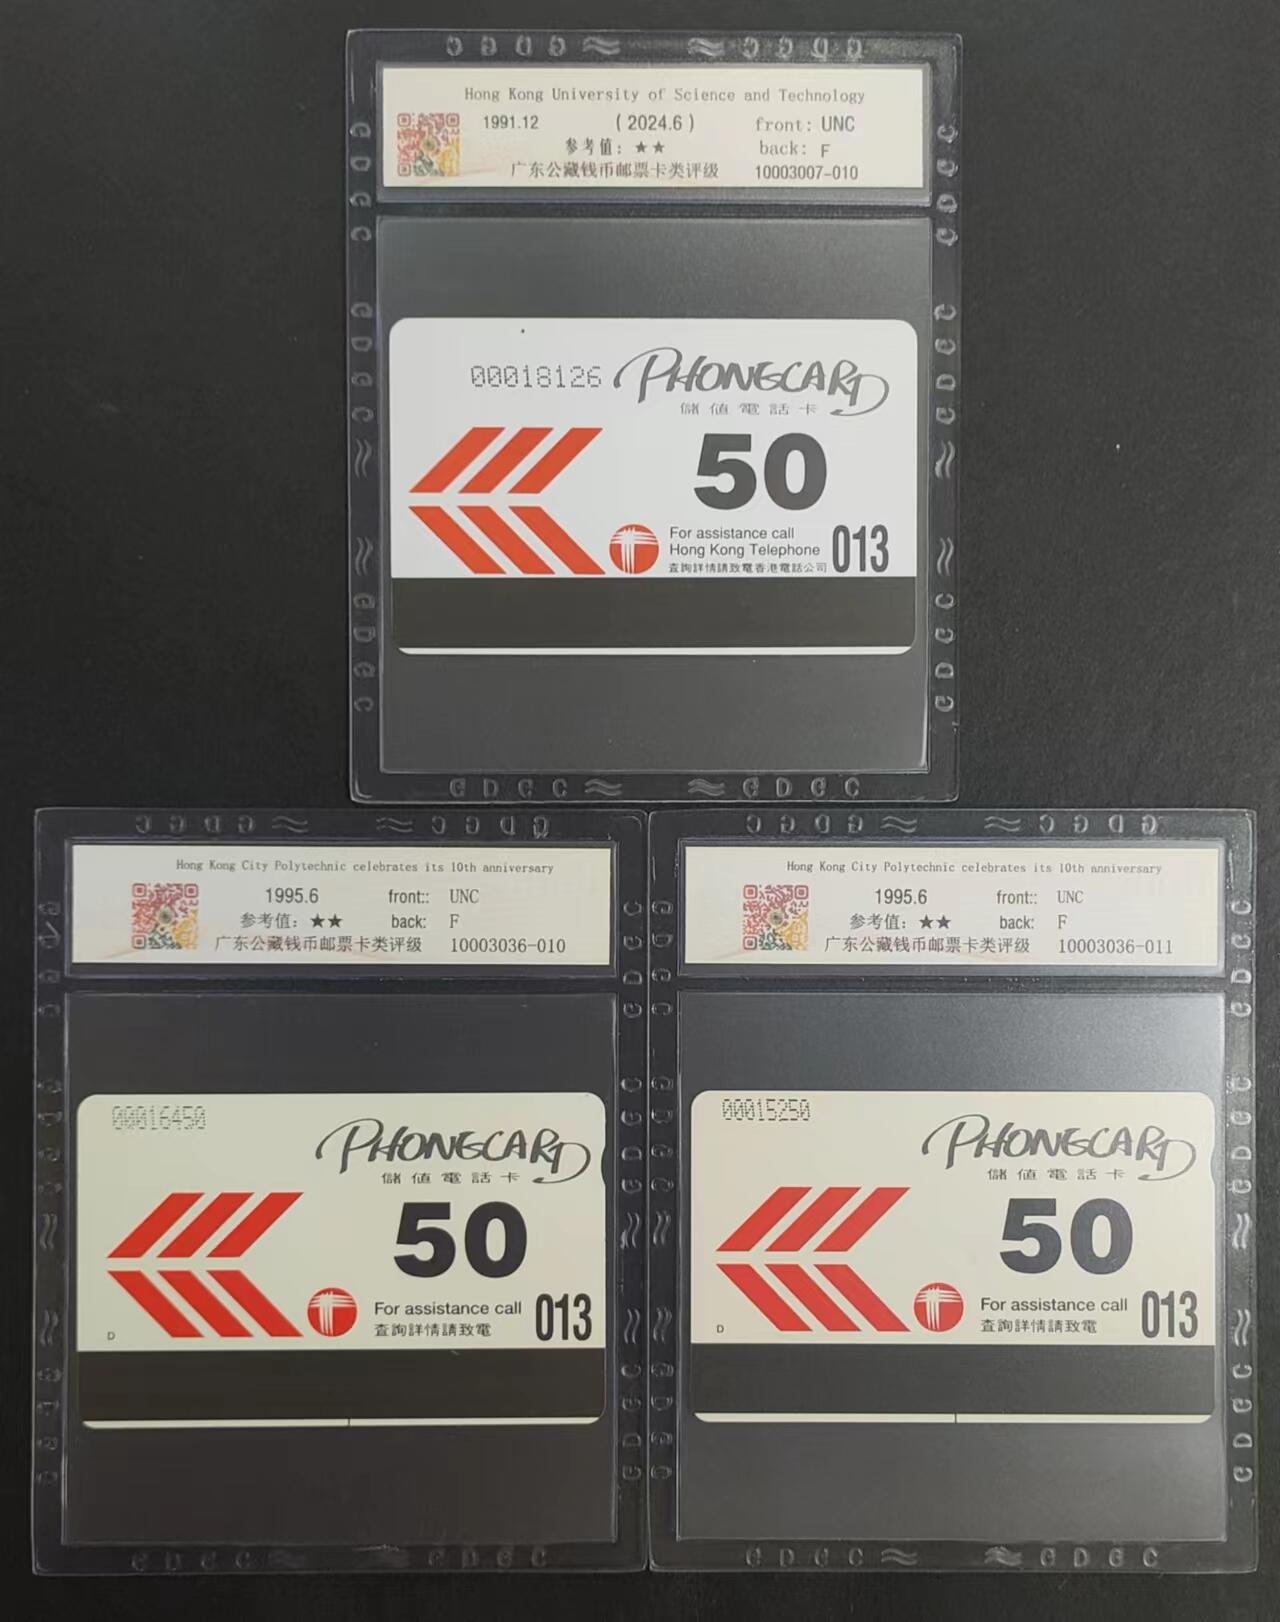 G D G C
G D G C
Hong Kong University of Science and Technology
1991.12 (2024.6) front: UNC
参考值: ★★ back: F
广东公藏钱币邮票卡类评级 10003007-010
00018126 PHONECARD
儲值電話卡
50
For assistance call
Hong Kong Telephone 013
查詢詳情請致電香港電話公司
G D G C
G D G C
Hong Kong City Polytechnic celebrates its 10th anniversary
1995.6 front:: UNC
参考值: ★★ back: F
广东公藏钱币邮票卡类评级 10003036-010
00016450
PHONECARD
儲值電話卡
50
For assistance call 013
查詢詳情請致電
D
G D G C
G D G C
Hong Kong City Polytechnic celebrates its 10th anniversary
1995.6 front:: UNC
参考值: ★★ back: F
广东公藏钱币邮票卡类评级 10003036-011
00015250
PHONECARD
儲值電話卡
50
For assistance call 013
查詢詳情請致電
D
G D G C
G D G C